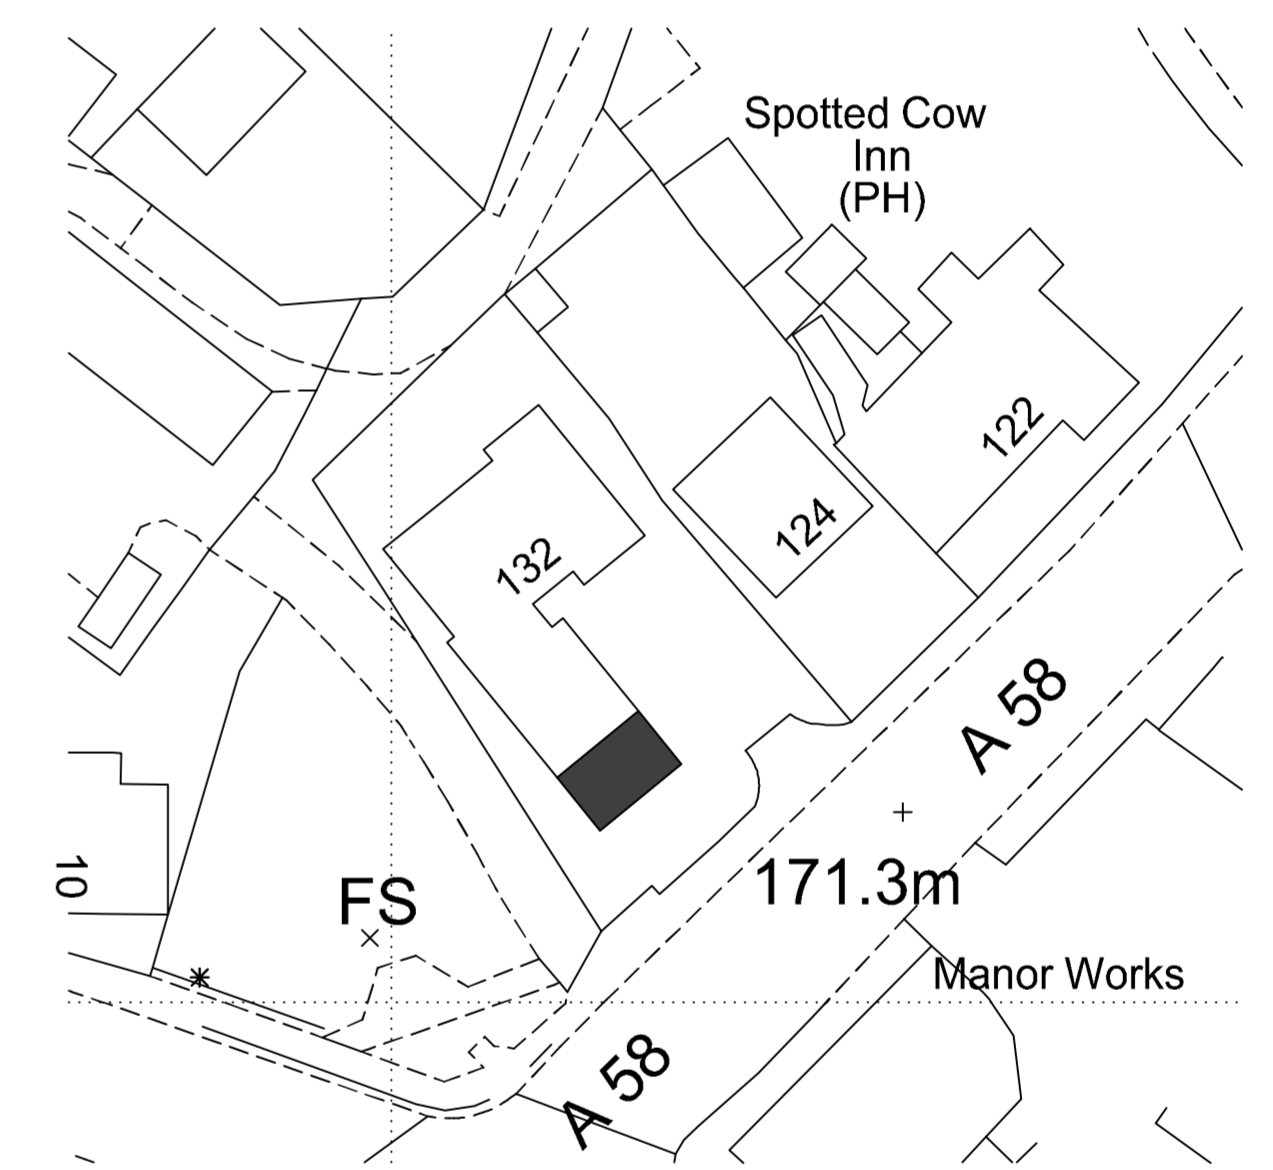 Spotted Cow
Inn
(PH)
122
124
132
A 58
171.3m
10
FS
Manor Works
A 58